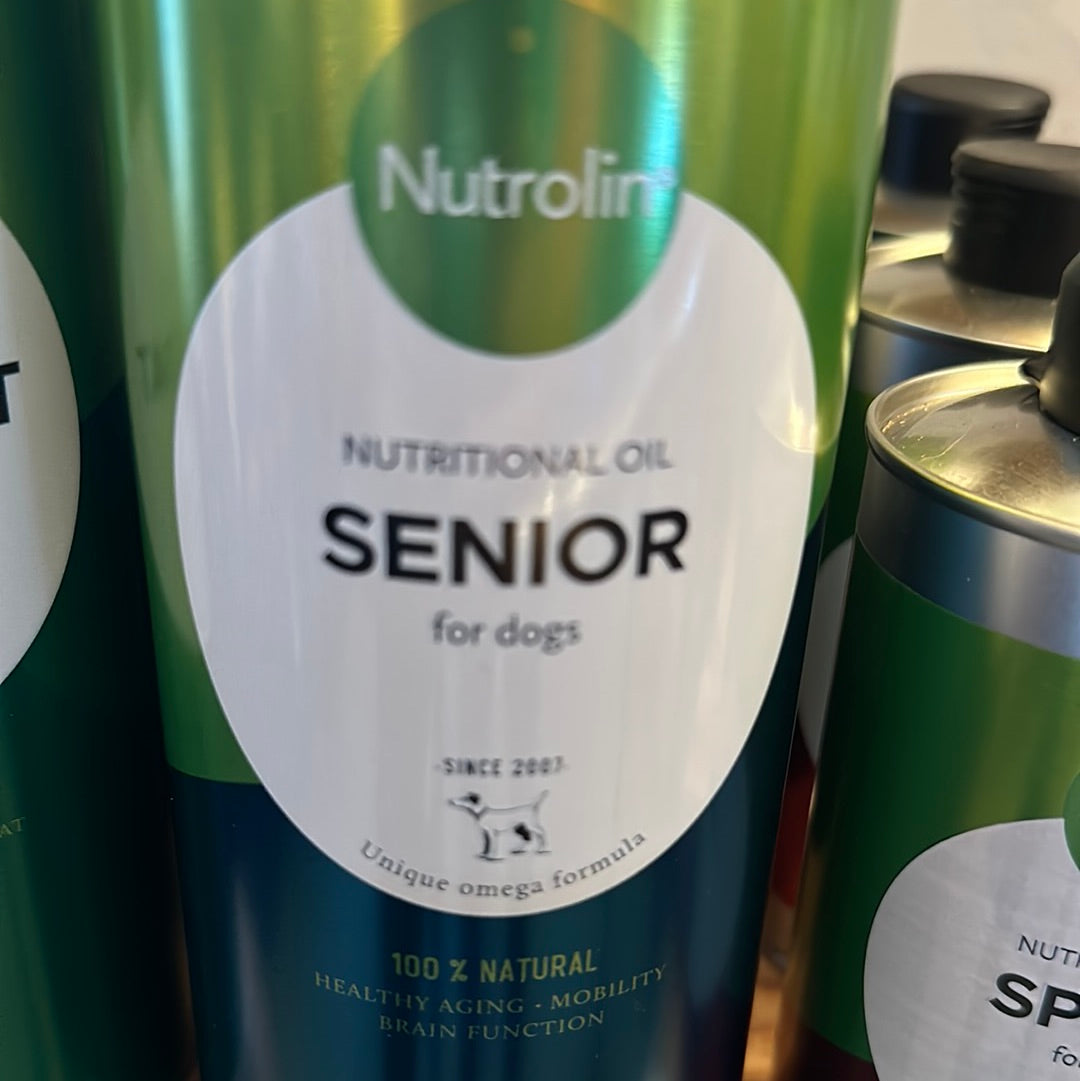 Nutrolin
NUTRITIONAL OIL
SENIOR
for dogs
SINCE 2007
Unique omega formula
100 % NATURAL
HEALTHY AGING - MOBILITY
BRAIN FUNCTION